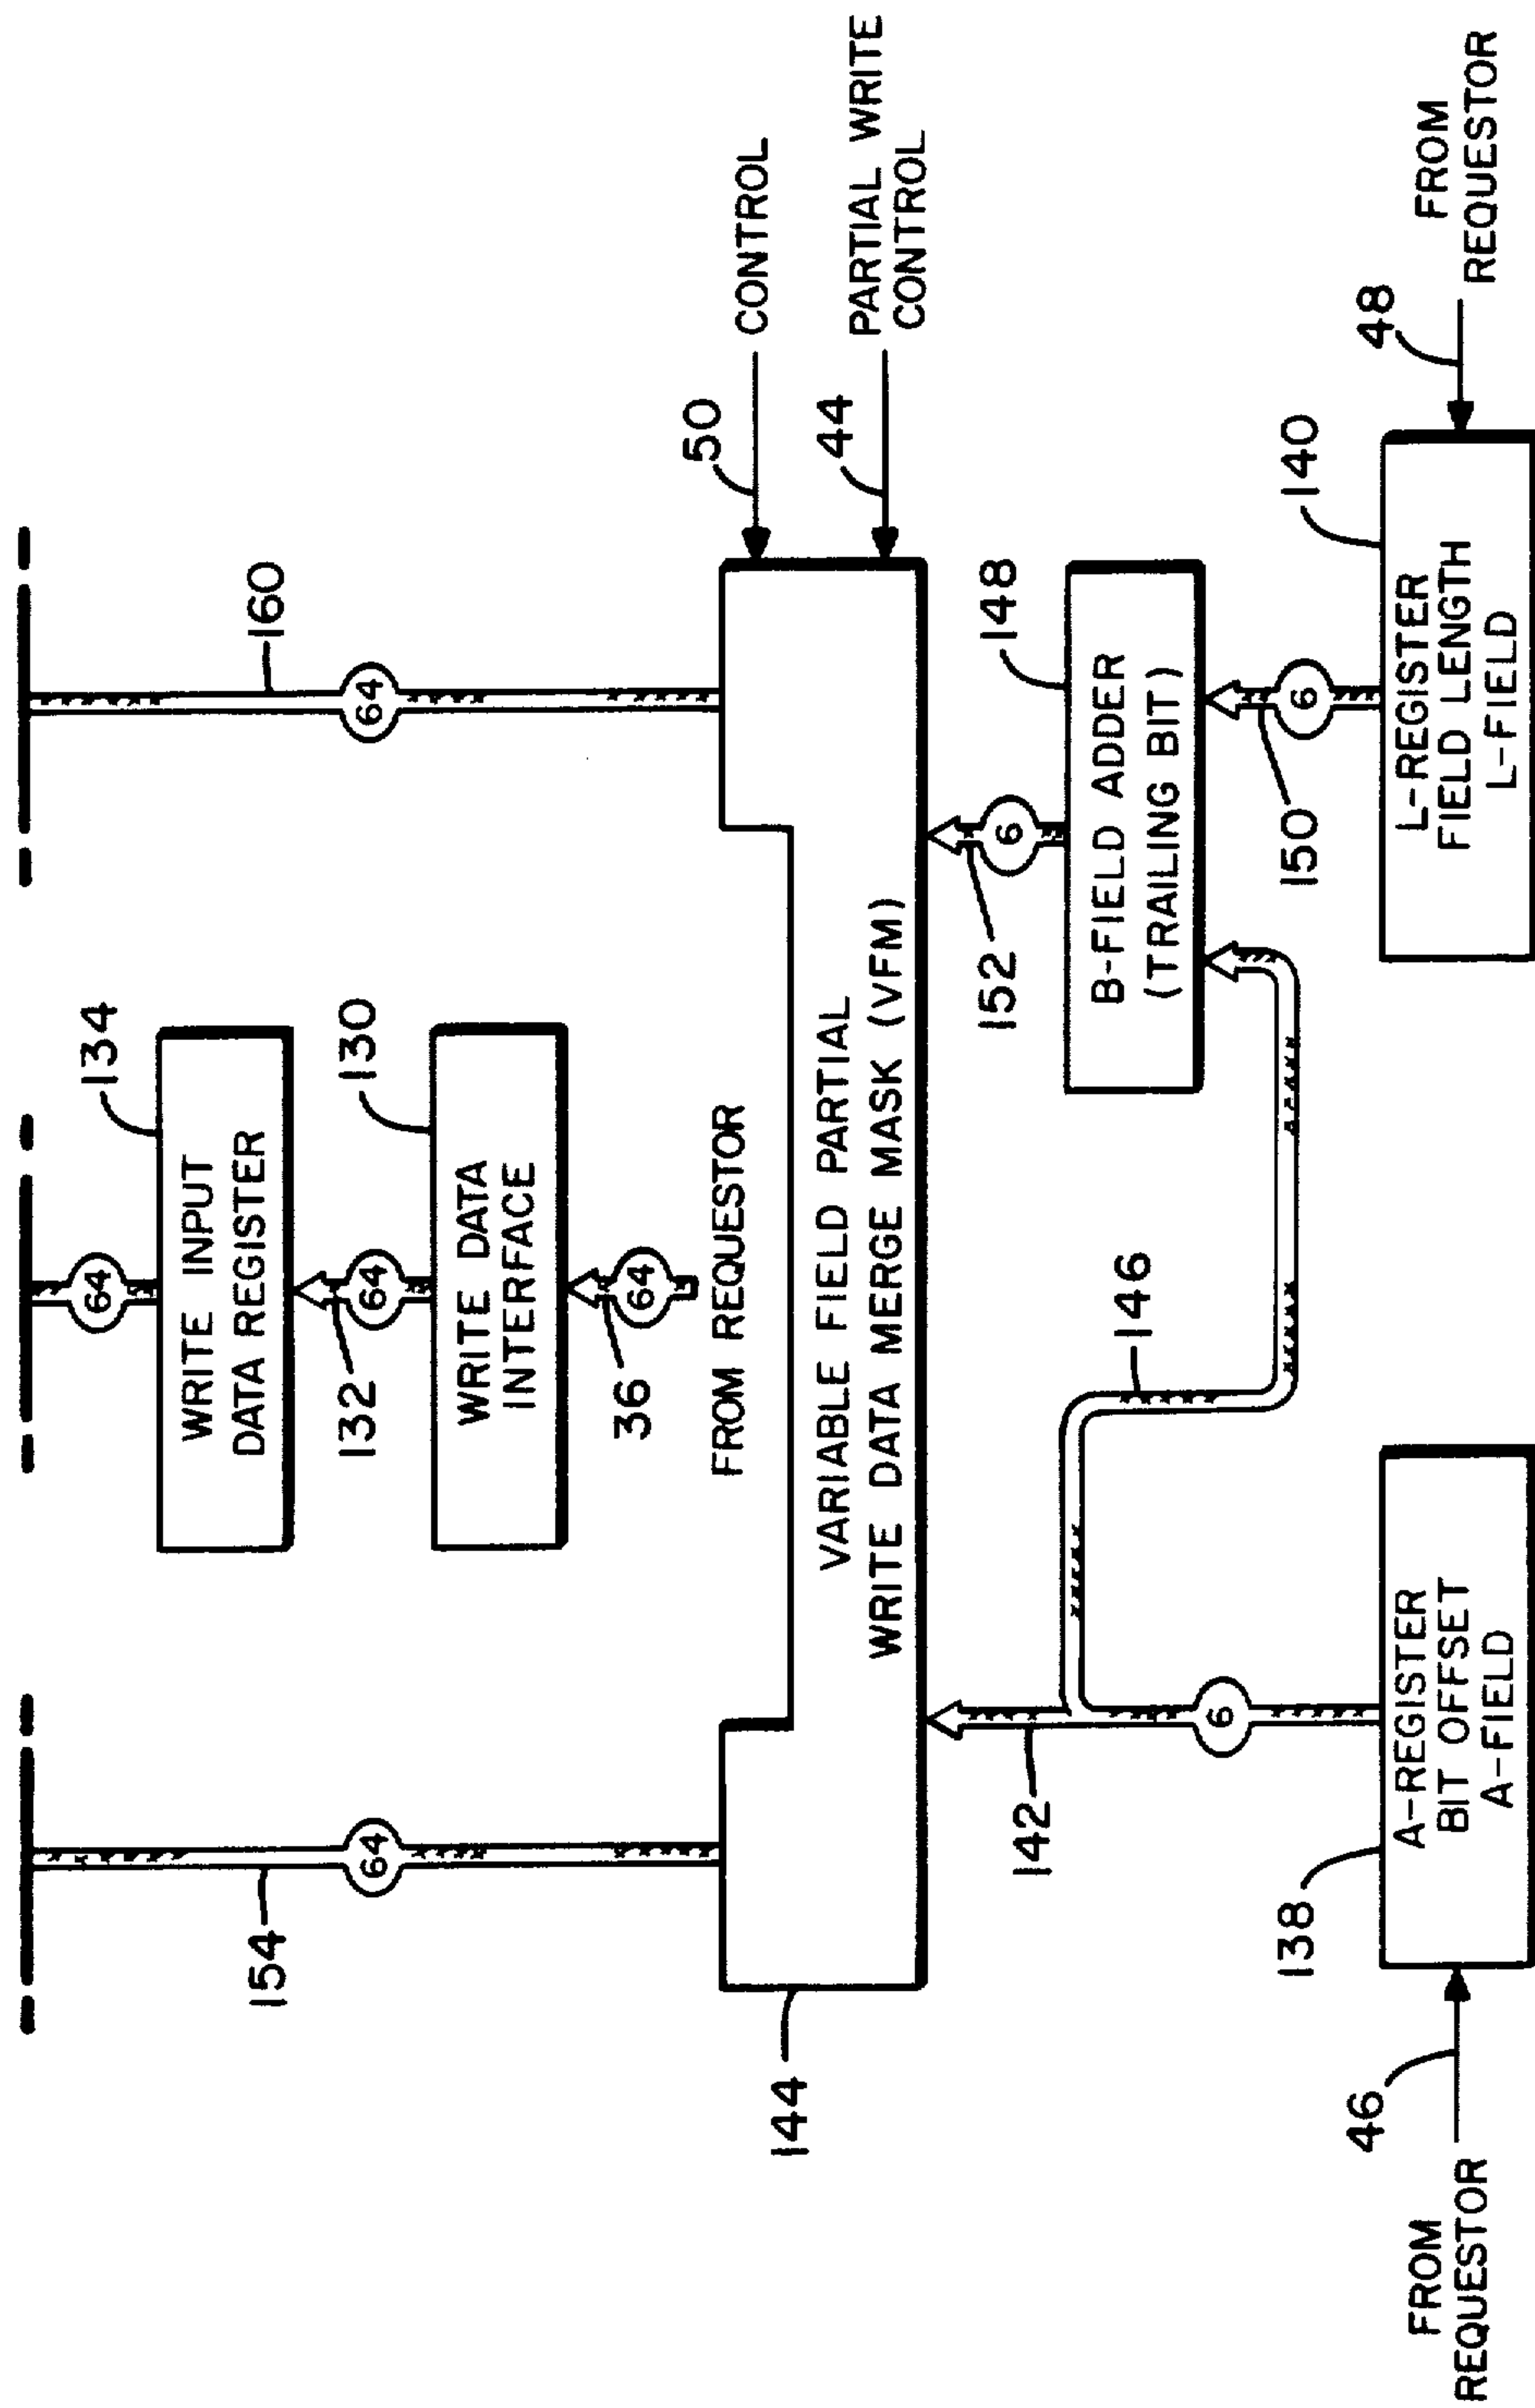 154
64
64
134
WRITE INPUT
DATA REGISTER
132
64
130
WRITE DATA
INTERFACE
36
64
FROM REQUESTOR
64
160
144
VARIABLE FIELD PARTIAL
WRITE DATA MERGE MASK (VFM)
50
CONTROL
44
PARTIAL WRITE
CONTROL
142
6
146
152
6
148
B-FIELD ADDER
(TRAILING BIT)
150
6
46
FROM
REQUESTOR
138
A-REGISTER
BIT OFFSET
A-FIELD
140
L-REGISTER
FIELD LENGTH
L-FIELD
48
FROM
REQUESTOR